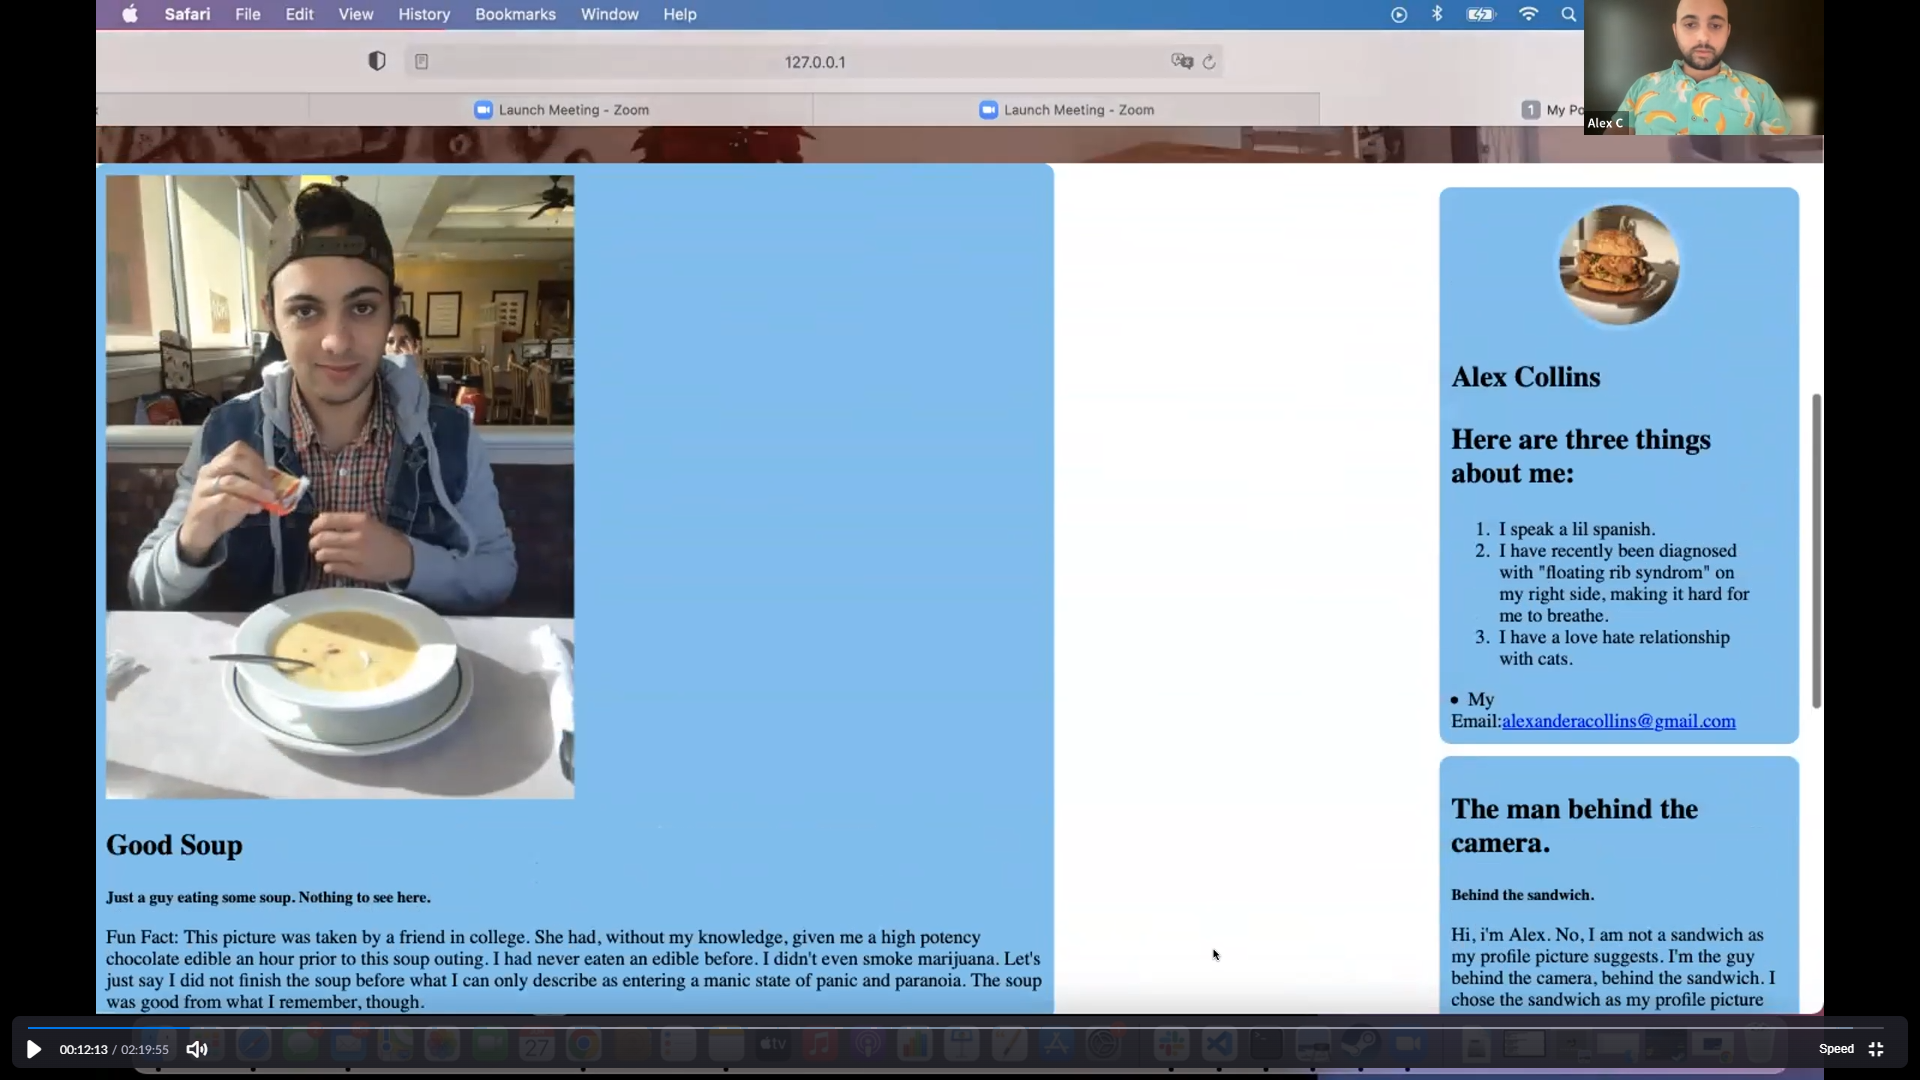 Safari File Edit View History Bookmarks Window Help
127.0.0.1
Launch Meeting - Zoom
Launch Meeting - Zoom
1 My Po
Alex C
Good Soup
Just a guy eating some soup. Nothing to see here.
Fun Fact: This picture was taken by a friend in college. She had, without my knowledge, given me a high potency
chocolate edible an hour prior to this soup outing. I had never eaten an edible before. I didn't even smoke marijuana. Let's
just say I did not finish the soup before what I can only describe as entering a manic state of panic and paranoia. The soup
was good from what I remember, though.
Alex Collins
Here are three things
about me:
1. I speak a lil spanish.
2. I have recently been diagnosed
with "floating rib syndrom" on
my right side, making it hard for
me to breathe.
3. I have a love hate relationship
with cats.
• My
Email:alexanderacollins@gmail.com
The man behind the
camera.
Behind the sandwich.
Hi, i'm Alex. No, I am not a sandwich as
my profile picture suggests. I'm the guy
behind the camera, behind the sandwich. I
chose the sandwich as my profile picture
27
tv
00:12:13 / 02:19:55
Speed